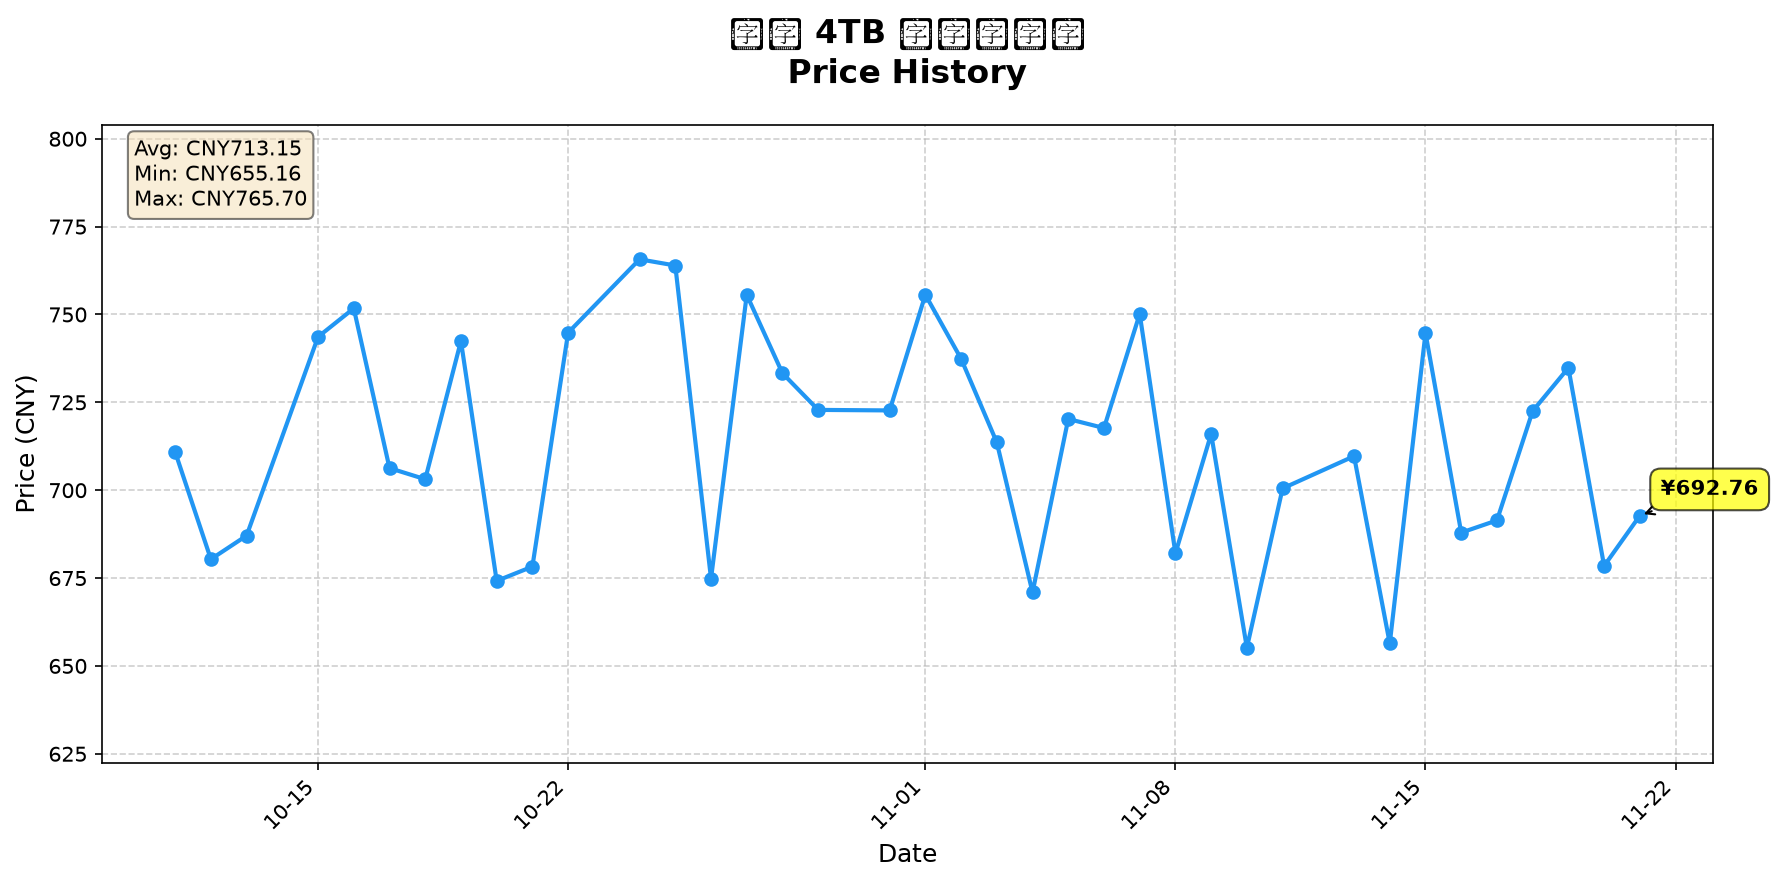 4TB
Price History
Avg: CNY713.15
Min: CNY655.16
Max: CNY765.70
¥692.76
Price (CNY)
800
775
750
725
700
675
650
625
10-15
10-22
11-01
11-08
11-15
11-22
Date